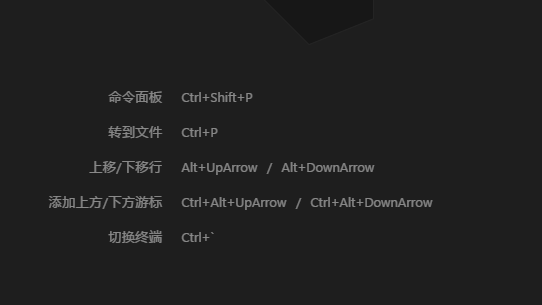 命令面板 Ctrl+Shift+P
转到文件 Ctrl+P
上移/下移行 Alt+UpArrow / Alt+DownArrow
添加上方/下方游标 Ctrl+Alt+UpArrow / Ctrl+Alt+DownArrow
切换终端 Ctrl+`